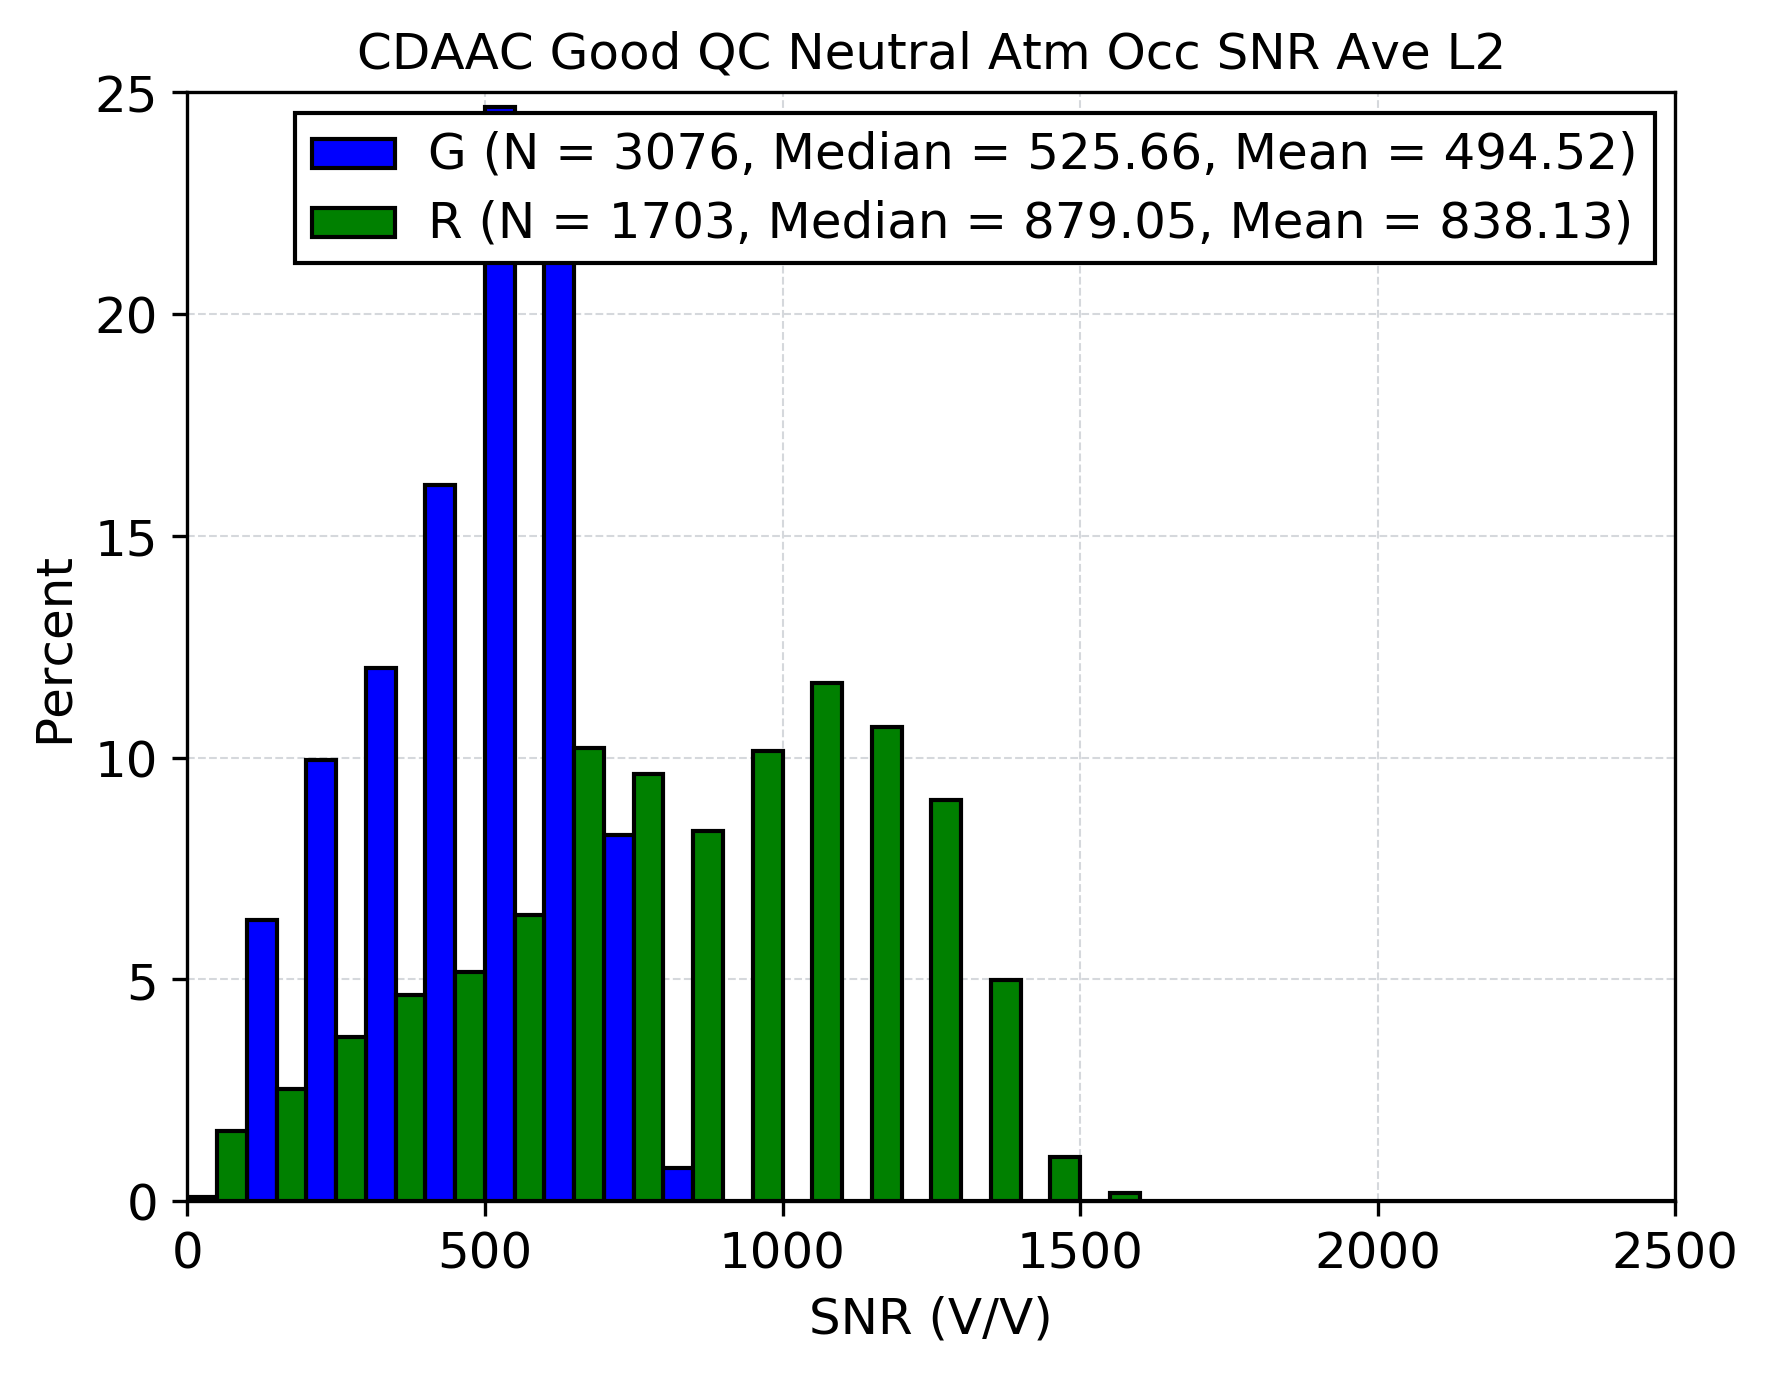 CDAAC Good QC Neutral Atm Occ SNR Ave L2
25
20
15
10
5
0
Percent
G (N = 3076, Median = 525.66, Mean = 494.52)
R (N = 1703, Median = 879.05, Mean = 838.13)
0 500 1000 1500 2000 2500
SNR (V/V)